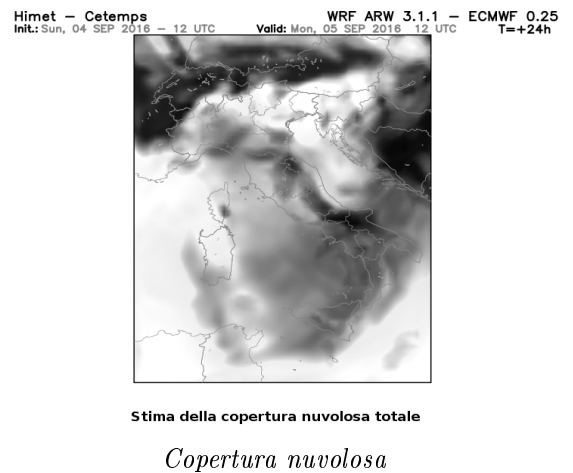 Himet - Cetemps WRF ARW 3.1.1 - ECMWF 0.25
Init.: Sun, 04 SEP 2016 - 12 UTC Valid: Mon, 05 SEP 2016 12 UTC T=+24h
Stima della copertura nuvolosa totale
Copertura nuvolosa